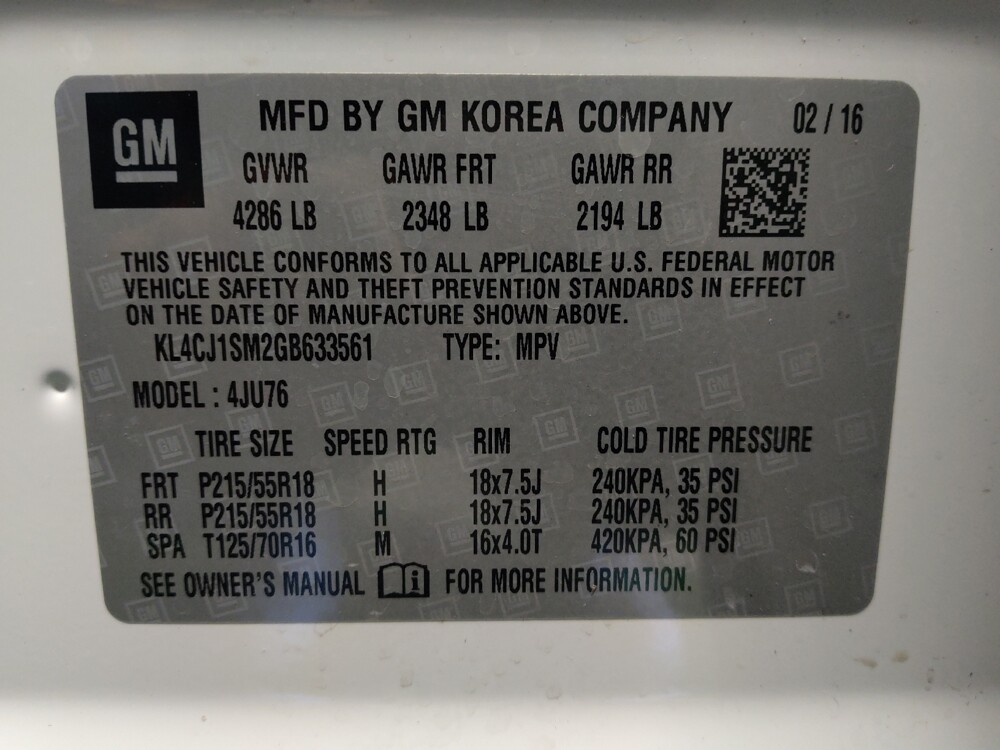 GM
MFD BY GM KOREA COMPANY 02 / 16
GVWR GAWR FRT GAWR RR
4286 LB 2348 LB 2194 LB
THIS VEHICLE CONFORMS TO ALL APPLICABLE U.S. FEDERAL MOTOR
VEHICLE SAFETY AND THEFT PREVENTION STANDARDS IN EFFECT
ON THE DATE OF MANUFACTURE SHOWN ABOVE.
KL4CJ1SM2GB633561 TYPE: MPV
MODEL : 4JU76
TIRE SIZE SPEED RTG RIM COLD TIRE PRESSURE
FRT P215/55R18 H 18x7.5J 240KPA, 35 PSI
RR P215/55R18 H 18x7.5J 240KPA, 35 PSI
SPA T125/70R16 M 16x4.0T 420KPA, 60 PSI
SEE OWNER'S MANUAL i FOR MORE INFORMATION.